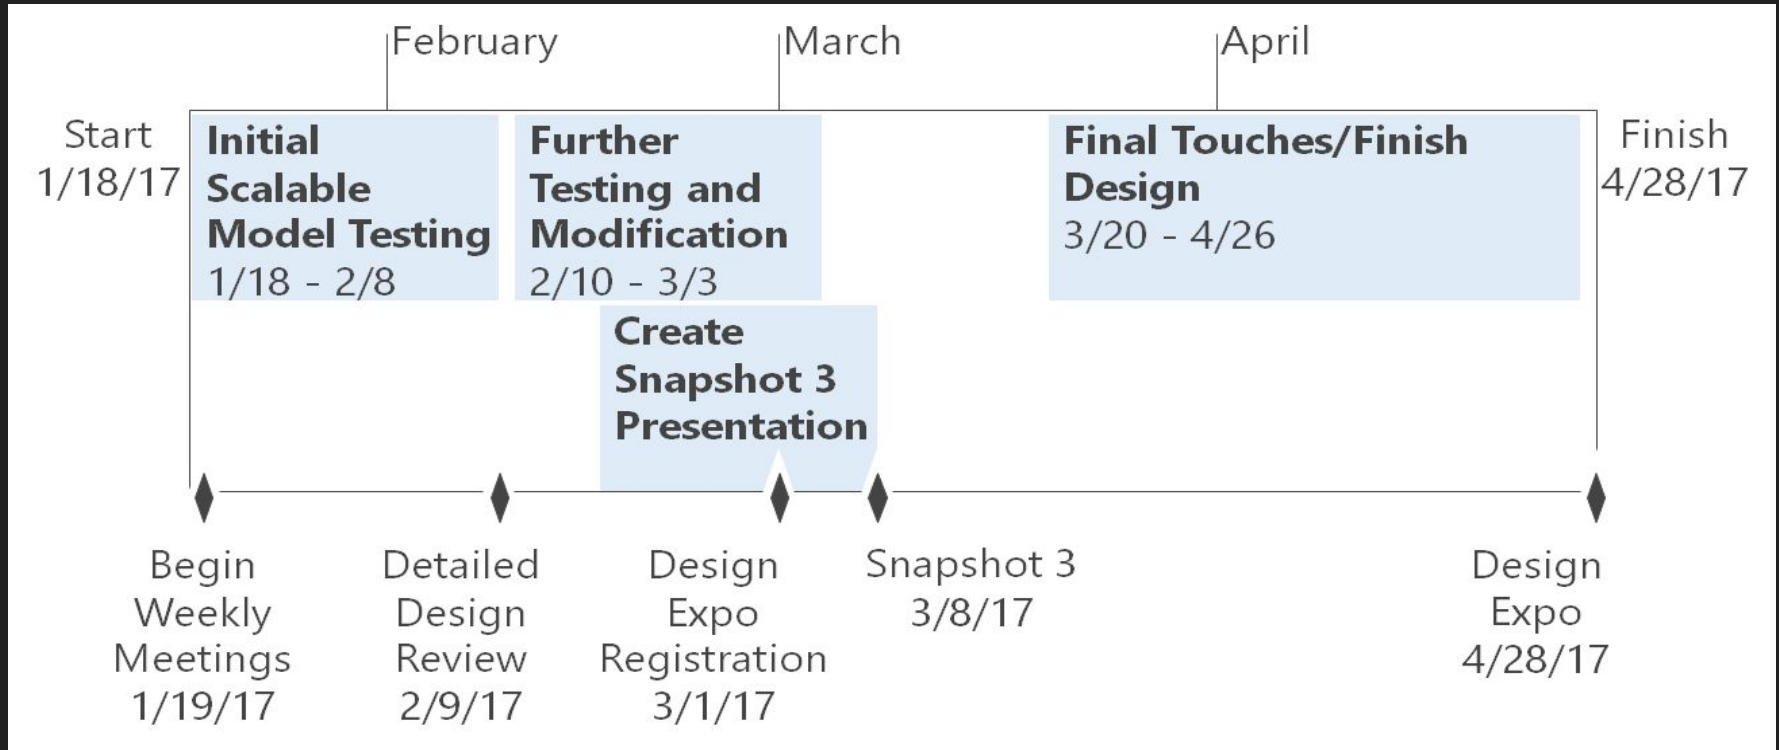 February
March
April
Start
1/18/17
Initial
Scalable
Model Testing
1/18 - 2/8
Further
Testing and
Modification
2/10 - 3/3
Final Touches/Finish
Design
3/20 - 4/26
Finish
4/28/17
Create
Snapshot 3
Presentation
Begin
Weekly
Meetings
1/19/17
Detailed
Design
Review
2/9/17
Design
Expo
Registration
3/1/17
Snapshot 3
3/8/17
Design
Expo
4/28/17